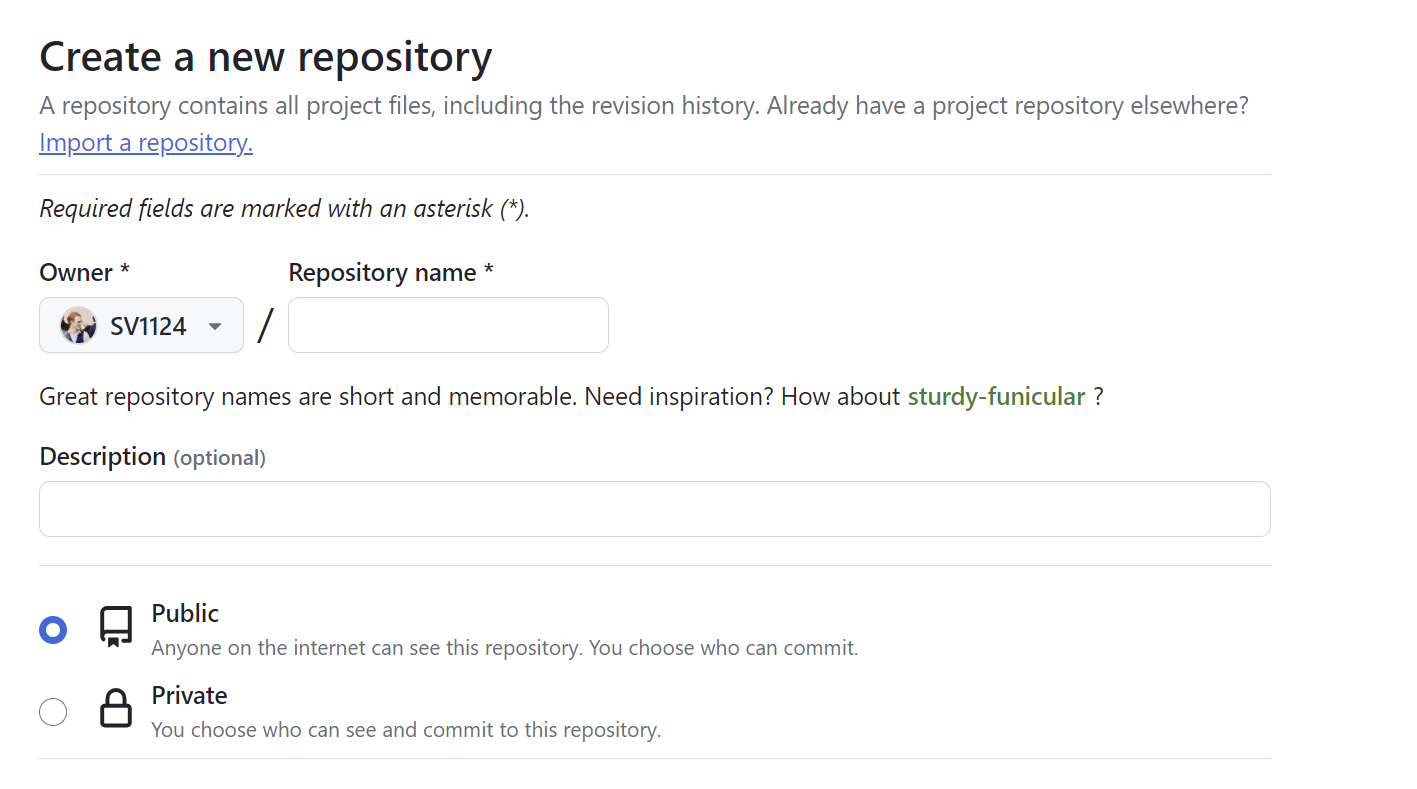 Create a new repository
A repository contains all project files, including the revision history. Already have a project repository elsewhere?
Import a repository.
Required fields are marked with an asterisk (*).
Owner * Repository name *
SV1124 /
Great repository names are short and memorable. Need inspiration? How about sturdy-funicular ?
Description (optional)
Public
Anyone on the internet can see this repository. You choose who can commit.
Private
You choose who can see and commit to this repository.